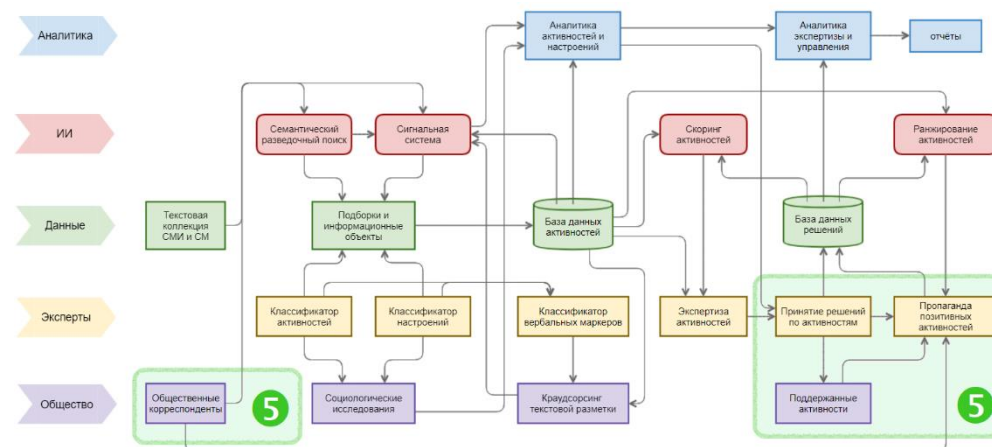 Аналитика
Аналитика
активностей и
настроений
Аналитика
экспертизы и
управления
отчёты
ИИ
Семантический
разведочный поиск
Сигнальная
система
Скоринг
активностей
Ранжирование
активностей
Данные
Текстовая
коллекция
СМИ и СМ
Подборки и
информационные
объекты
База данных
активностей
База данных
решений
Эксперты
Классификатор
активностей
Классификатор
настроений
Классификатор
вербальных маркеров
Экспертиза
активностей
Принятие решений
по активностям
Пропаганда
позитивных
активностей
Общество
Общественные
корреспонденты
5
Социологические
исследования
Краудсорсинг
текстовой разметки
Поддержанные
активности
5